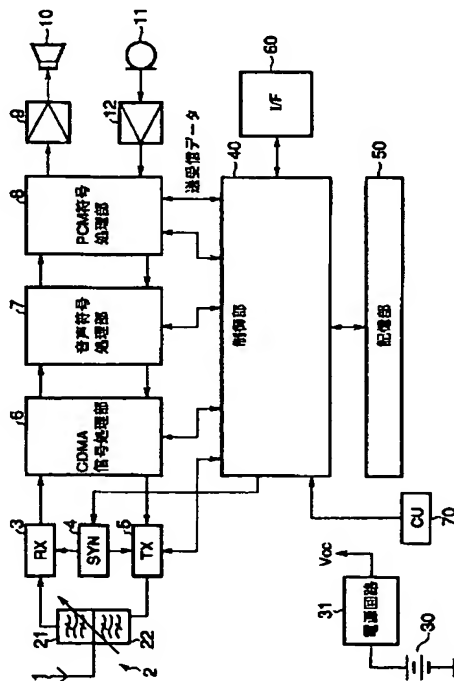 10
11
9
12
60
I/F
8
PCM符号
処理部
送受信データ
40
制御部
50
記憶部
7
音声符号
処理部
6
CDMA
信号処理部
3
RX
4
SYN
5
TX
CU
70
21
22
1
2
Vcc
31
電源回路
30